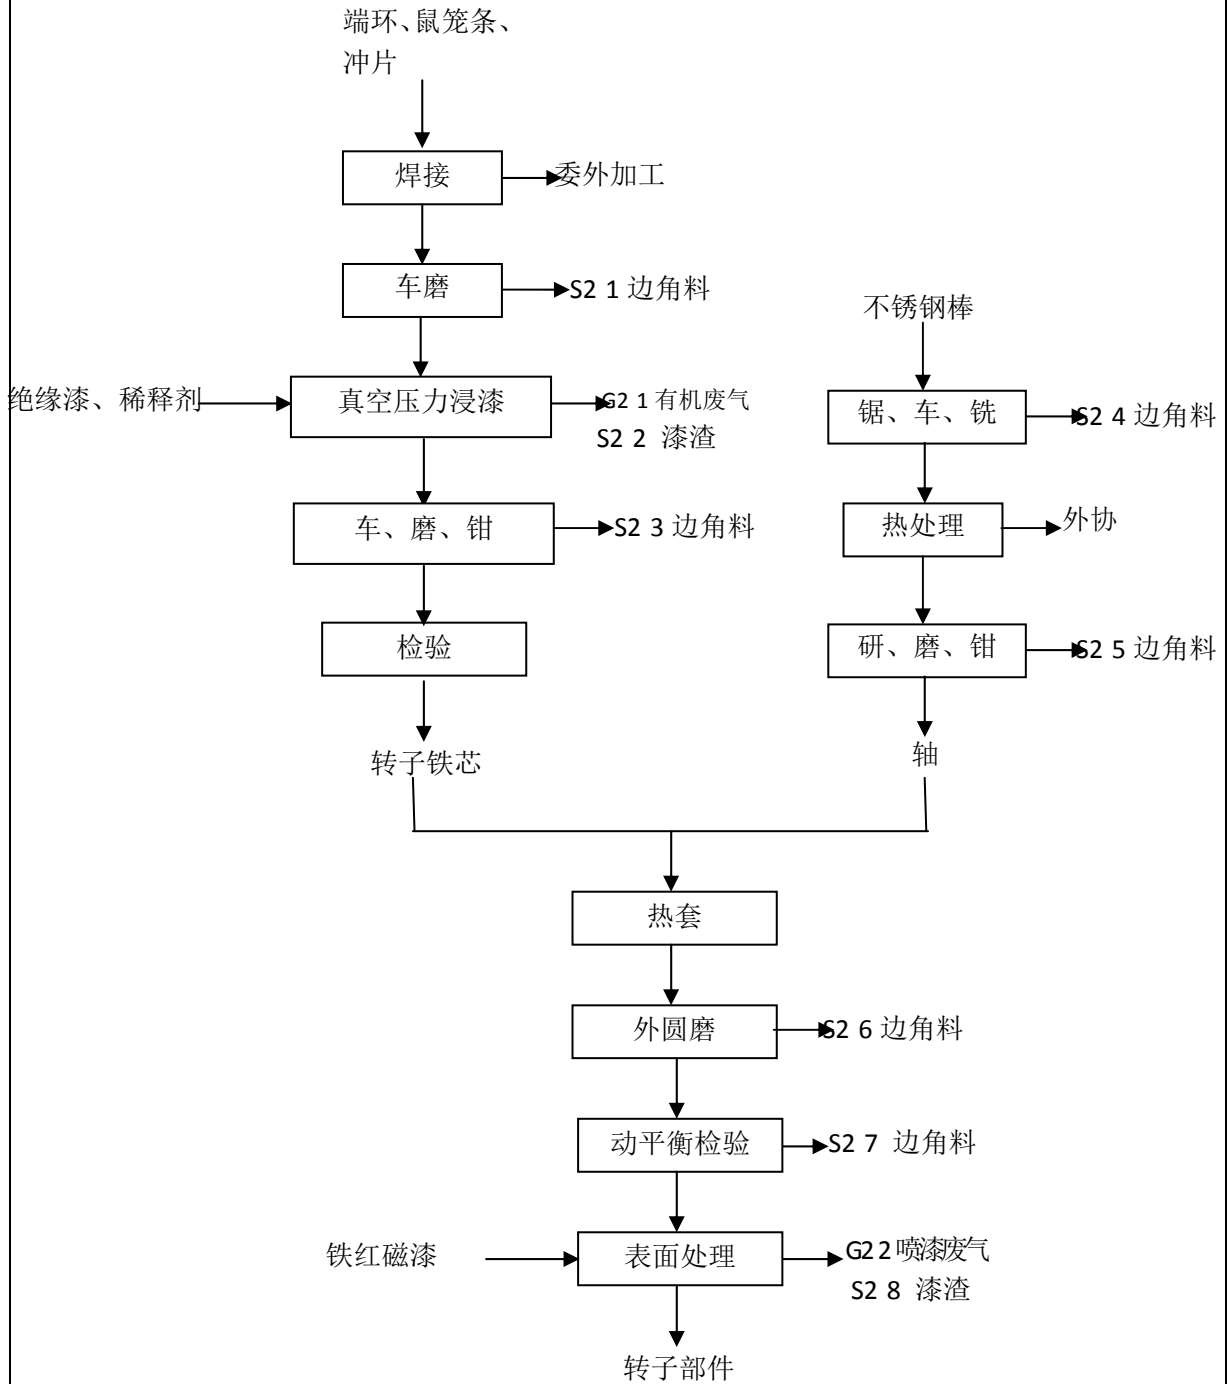 端环、鼠笼条、
冲片
焊接
委外加工
车磨
S2 1 边角料
不锈钢棒
绝缘漆、稀释剂
真空压力浸漆
G2 1 有机废气
S2 2 漆渣
锯、车、铣
S2 4 边角料
车、磨、钳
S2 3 边角料
热处理
外协
检验
研、磨、钳
S2 5 边角料
转子铁芯
轴
热套
外圆磨
S2 6 边角料
动平衡检验
S2 7 边角料
铁红磁漆
表面处理
G2 2 喷漆废气
S2 8 漆渣
转子部件